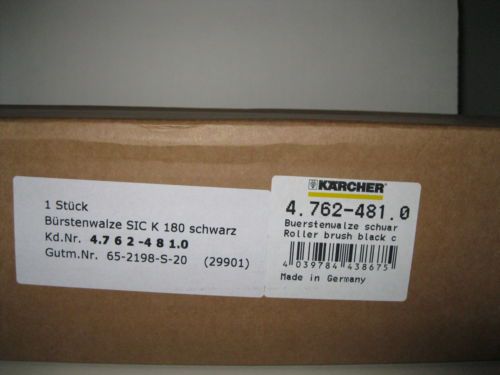 1 Stück
Bürstenwalze SIC K 180 schwarz
Kd.Nr. 4.762-481.0
Gutm.Nr. 65-2198-S-20 (29901)
KÄRCHER
4.762-481.0
Buerstenwalze schwar
Roller brush black c
4 039784 438675
Made in Germany